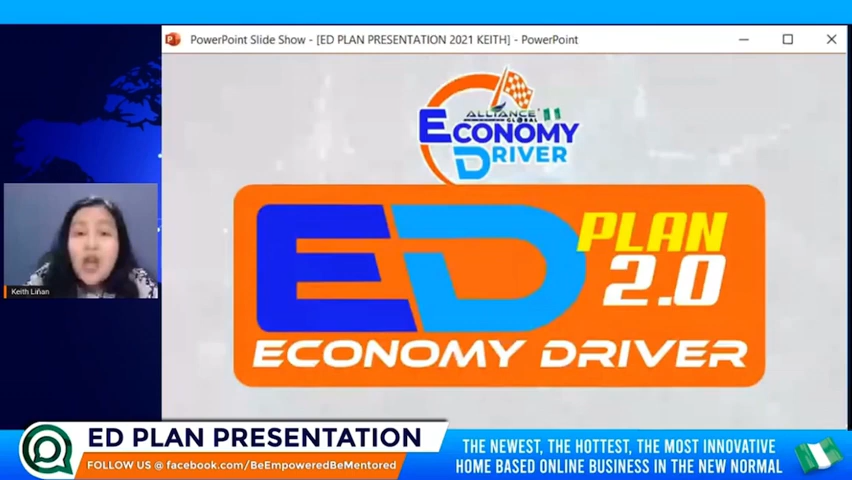 PowerPoint Slide Show - [ED PLAN PRESENTATION 2021 KEITH] - PowerPoint
ALLIANCE
GLOBAL
ECONOMY
DRIVER
ED PLAN
2.0
ECONOMY DRIVER
Keith Liñan
ED PLAN PRESENTATION
FOLLOW US @ facebook.com/BeEmpoweredBeMentored
THE NEWEST, THE HOTTEST, THE MOST INNOVATIVE
HOME BASED ONLINE BUSINESS IN THE NEW NORMAL